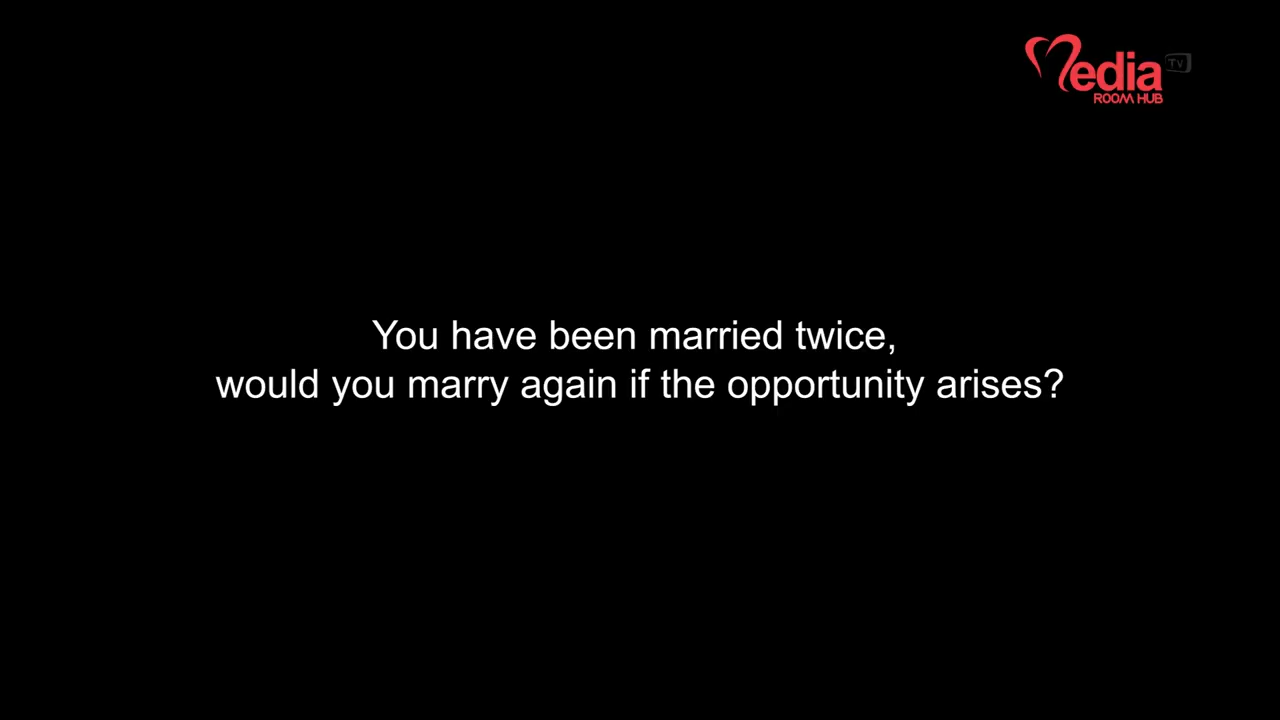 Media TV
ROOM HUB
You have been married twice,
would you marry again if the opportunity arises?